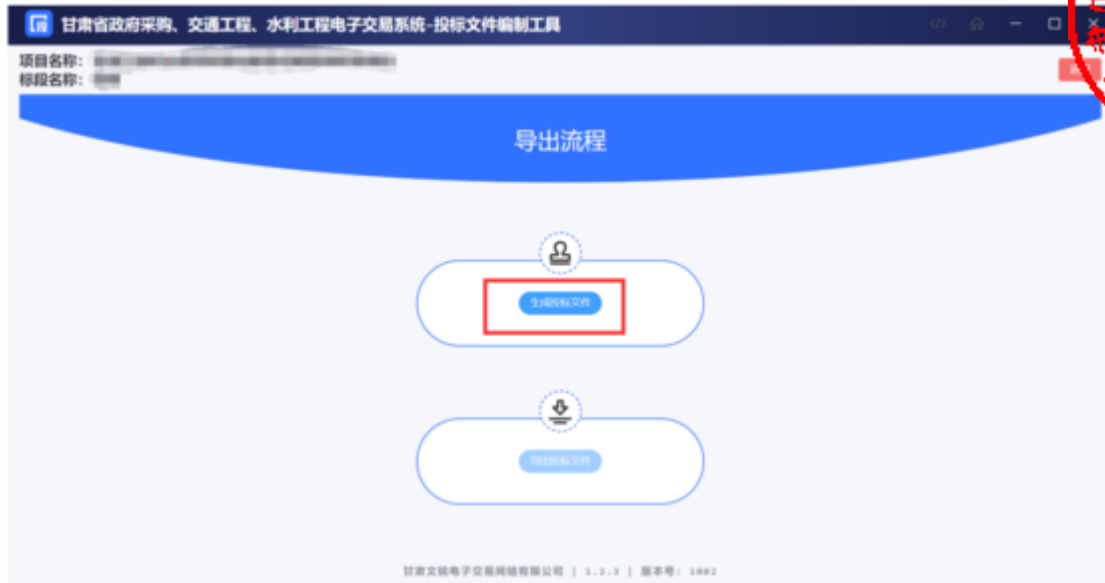 甘肃省政府采购、交通工程、水利工程电子交易系统-投标文件编制工具
项目名称:
标段名称:
导出流程
生成投标文件
导出投标文件
甘肃文锐电子交易网络有限公司 | 1.2.3 | 版本号: 1002